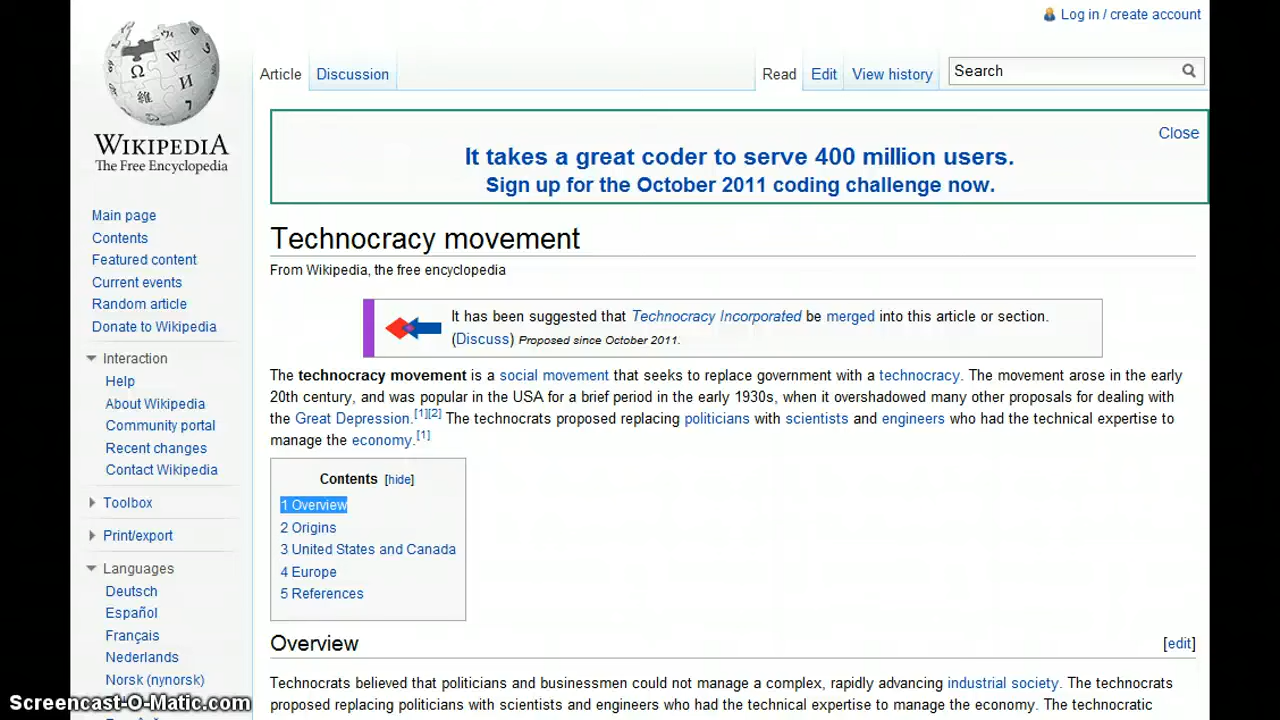 Log in / create account
WIKIPEDIA
The Free Encyclopedia
Article Discussion Read Edit View history Search
Close
It takes a great coder to serve 400 million users.
Sign up for the October 2011 coding challenge now.
Main page
Contents
Featured content
Current events
Random article
Donate to Wikipedia
Interaction
Help
About Wikipedia
Community portal
Recent changes
Contact Wikipedia
Toolbox
Print/export
Languages
Deutsch
Español
Français
Nederlands
Norsk (nynorsk)
Technocracy movement
From Wikipedia, the free encyclopedia
It has been suggested that Technocracy Incorporated be merged into this article or section.
(Discuss) Proposed since October 2011.
The technocracy movement is a social movement that seeks to replace government with a technocracy. The movement arose in the early
20th century, and was popular in the USA for a brief period in the early 1930s, when it overshadowed many other proposals for dealing with
the Great Depression.[1][2] The technocrats proposed replacing politicians with scientists and engineers who had the technical expertise to
manage the economy.[1]
Contents [hide]
1 Overview
2 Origins
3 United States and Canada
4 Europe
5 References
Overview [edit]
Technocrats believed that politicians and businessmen could not manage a complex, rapidly advancing industrial society. The technocrats
proposed replacing politicians with scientists and engineers who had the technical expertise to manage the economy. The technocratic
Screencast-O-Matic.com